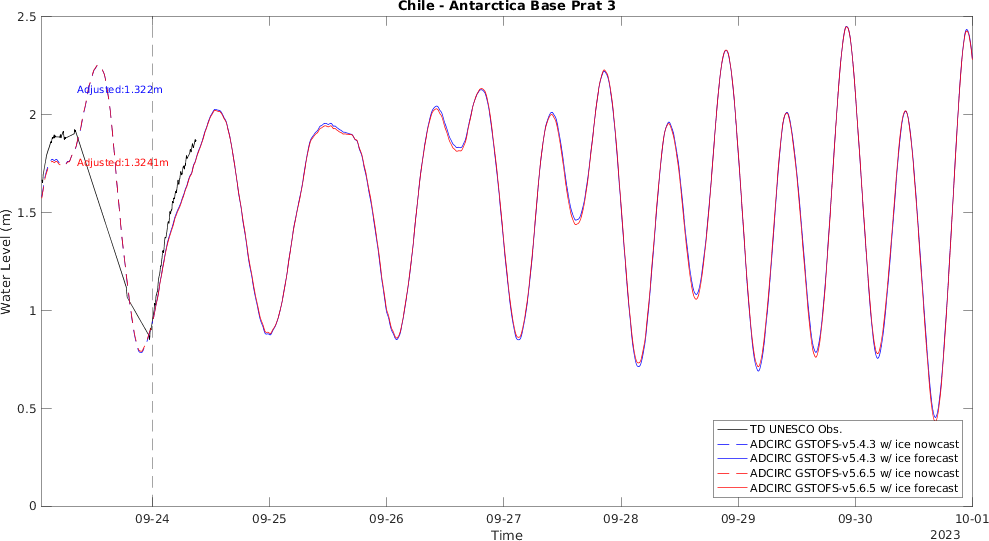 Chile - Antarctica Base Prat 3
2.5
2
1.5
1
0.5
0
Water Level (m)
Adjusted:1.322m
Adjusted:1.3241m
TD UNESCO Obs.
ADCIRC GSTOFS-v5.4.3 w/ ice nowcast
ADCIRC GSTOFS-v5.4.3 w/ ice forecast
ADCIRC GSTOFS-v5.6.5 w/ ice nowcast
ADCIRC GSTOFS-v5.6.5 w/ ice forecast
09-24 09-25 09-26 09-27 09-28 09-29 09-30 10-01
Time
2023